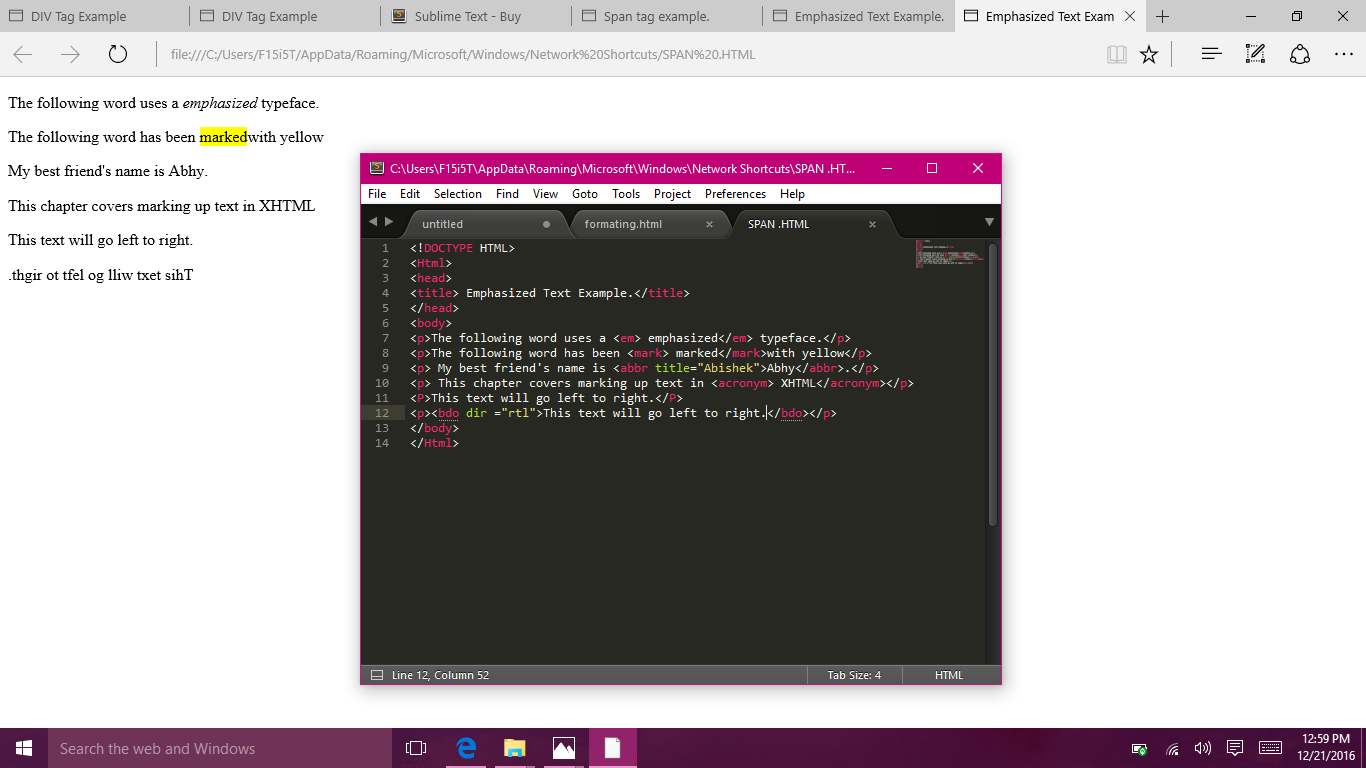 DIV Tag Example
DIV Tag Example
Sublime Text - Buy
Span tag example.
Emphasized Text Example.
Emphasized Text Exam
file:///C:/Users/F15i5T/AppData/Roaming/Microsoft/Windows/Network%20Shortcuts/SPAN%20.HTML
The following word uses a emphasized typeface.
The following word has been markedwith yellow
My best friend's name is Abhy.
This chapter covers marking up text in XHTML
This text will go left to right.
.thgir ot tfel og lliw txet sihT
C:\Users\F15i5T\AppData\Roaming\Microsoft\Windows\Network Shortcuts\SPAN .HT...
File Edit Selection Find View Goto Tools Project Preferences Help
untitled
formating.html
SPAN .HTML
1 <!DOCTYPE HTML>
2 <Html>
3 <head>
4 <title> Emphasized Text Example.</title>
5 </head>
6 <body>
7 <p>The following word uses a <em> emphasized</em> typeface.</p>
8 <p>The following word has been <mark> marked</mark>with yellow</p>
9 <p> My best friend's name is <abbr title="Abishek">Abhy</abbr>.</p>
10 <p> This chapter covers marking up text in <acronym> XHTML</acronym></p>
11 <P>This text will go left to right.</P>
12 <p><bdo dir ="rtl">This text will go left to right.</bdo></p>
13 </body>
14 </Html>
Line 12, Column 52
Tab Size: 4
HTML
Search the web and Windows
12:59 PM
12/21/2016